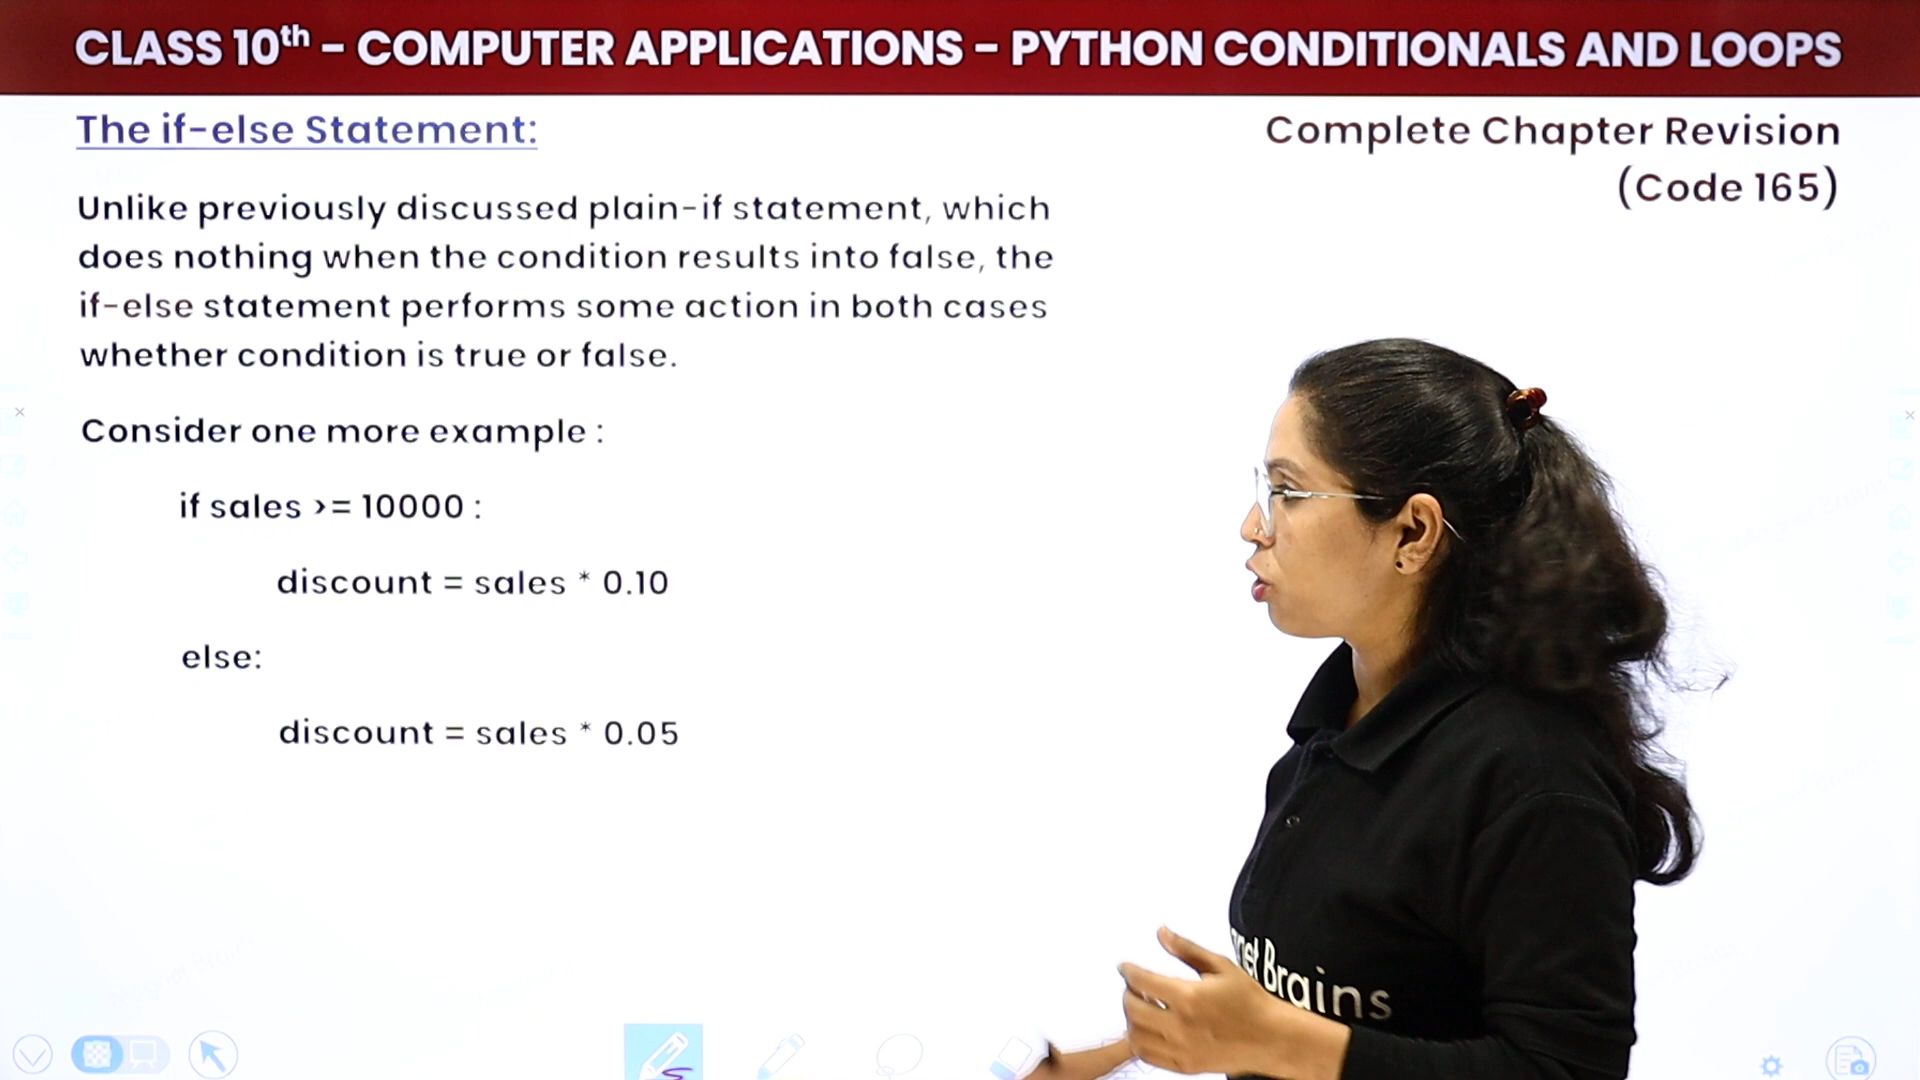 CLASS 10th – COMPUTER APPLICATIONS – PYTHON CONDITIONALS AND LOOPS
The if-else Statement:
Complete Chapter Revision
(Code 165)
Unlike previously discussed plain-if statement, which
does nothing when the condition results into false, the
if-else statement performs some action in both cases
whether condition is true or false.
Consider one more example :
if sales >= 10000 :
discount = sales * 0.10
else:
discount = sales * 0.05
Brains